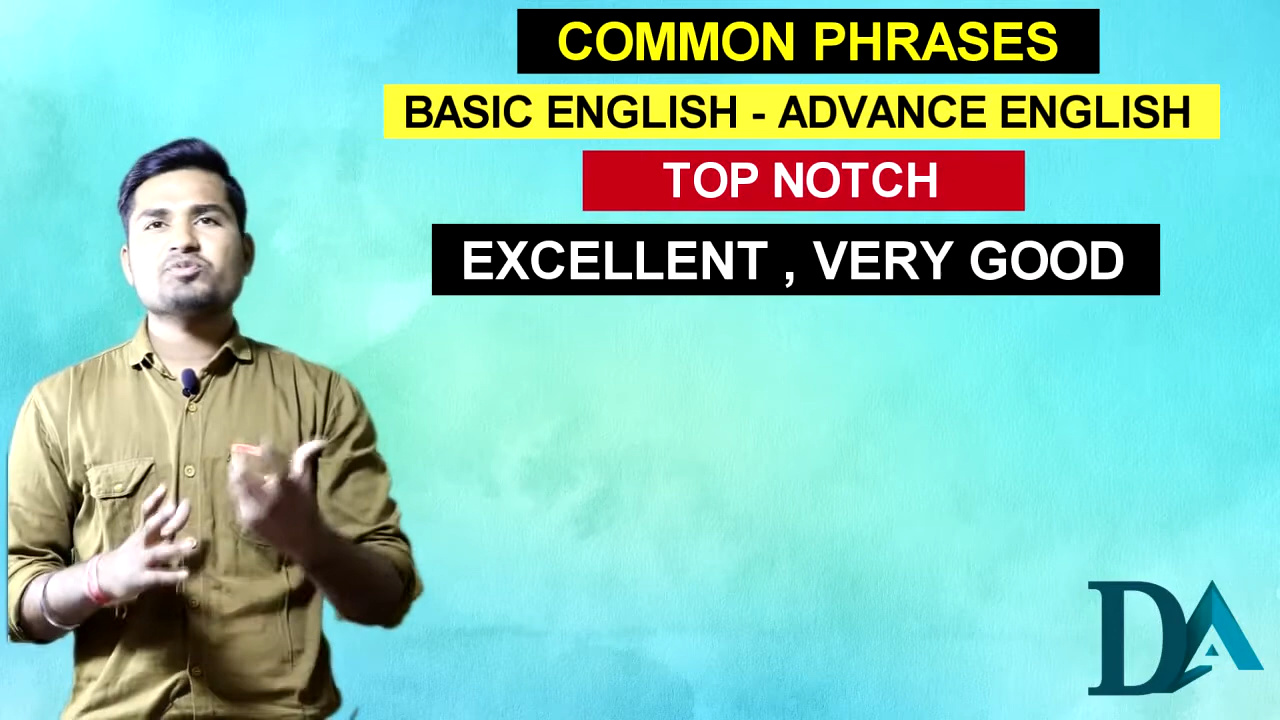 COMMON PHRASES
BASIC ENGLISH - ADVANCE ENGLISH
TOP NOTCH
EXCELLENT , VERY GOOD
DA